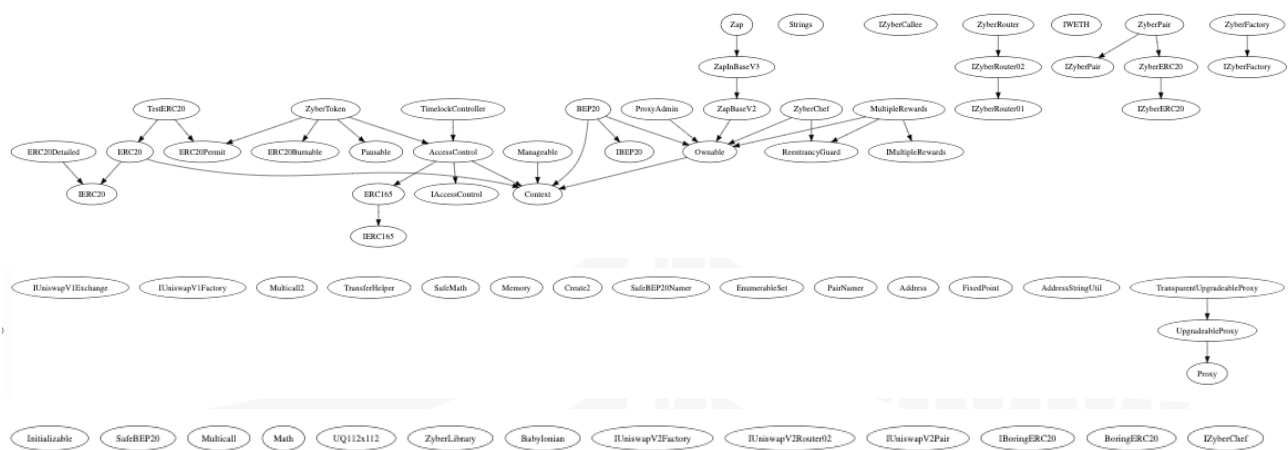 Zap
Strings
IZyberCallee
ZyberRouter
IWETH
ZyberPair
ZyberFactory
ZapInBaseV3
IZyberRouter02
IZyberPair
ZyberERC20
IZyberFactory
TestERC20
ZyberToken
TimelockController
BEP20
ProxyAdmin
ZapBaseV2
ZyberChef
MultipleRewards
IZyberRouter01
IZyberERC20
ERC20Detailed
ERC20
ERC20Permit
ERC20Burnable
Pausable
AccessControl
Manageable
IBEP20
Ownable
ReentrancyGuard
IMultipleRewards
IERC20
ERC165
IAccessControl
Context
IERC165
IUniswapV1Exchange
IUniswapV1Factory
Multicall2
TransferHelper
SafeMath
Memory
Create2
SafeBEP20Namer
EnumerableSet
PairNamer
Address
FixedPoint
AddressStringUtil
TransparentUpgradeableProxy
UpgradeableProxy
Proxy
Initializable
SafeBEP20
Multicall
Math
UQ112x112
ZyberLibrary
Babylonian
IUniswapV2Factory
IUniswapV2Router02
IUniswapV2Pair
IBoringERC20
BoringERC20
IZyberChef